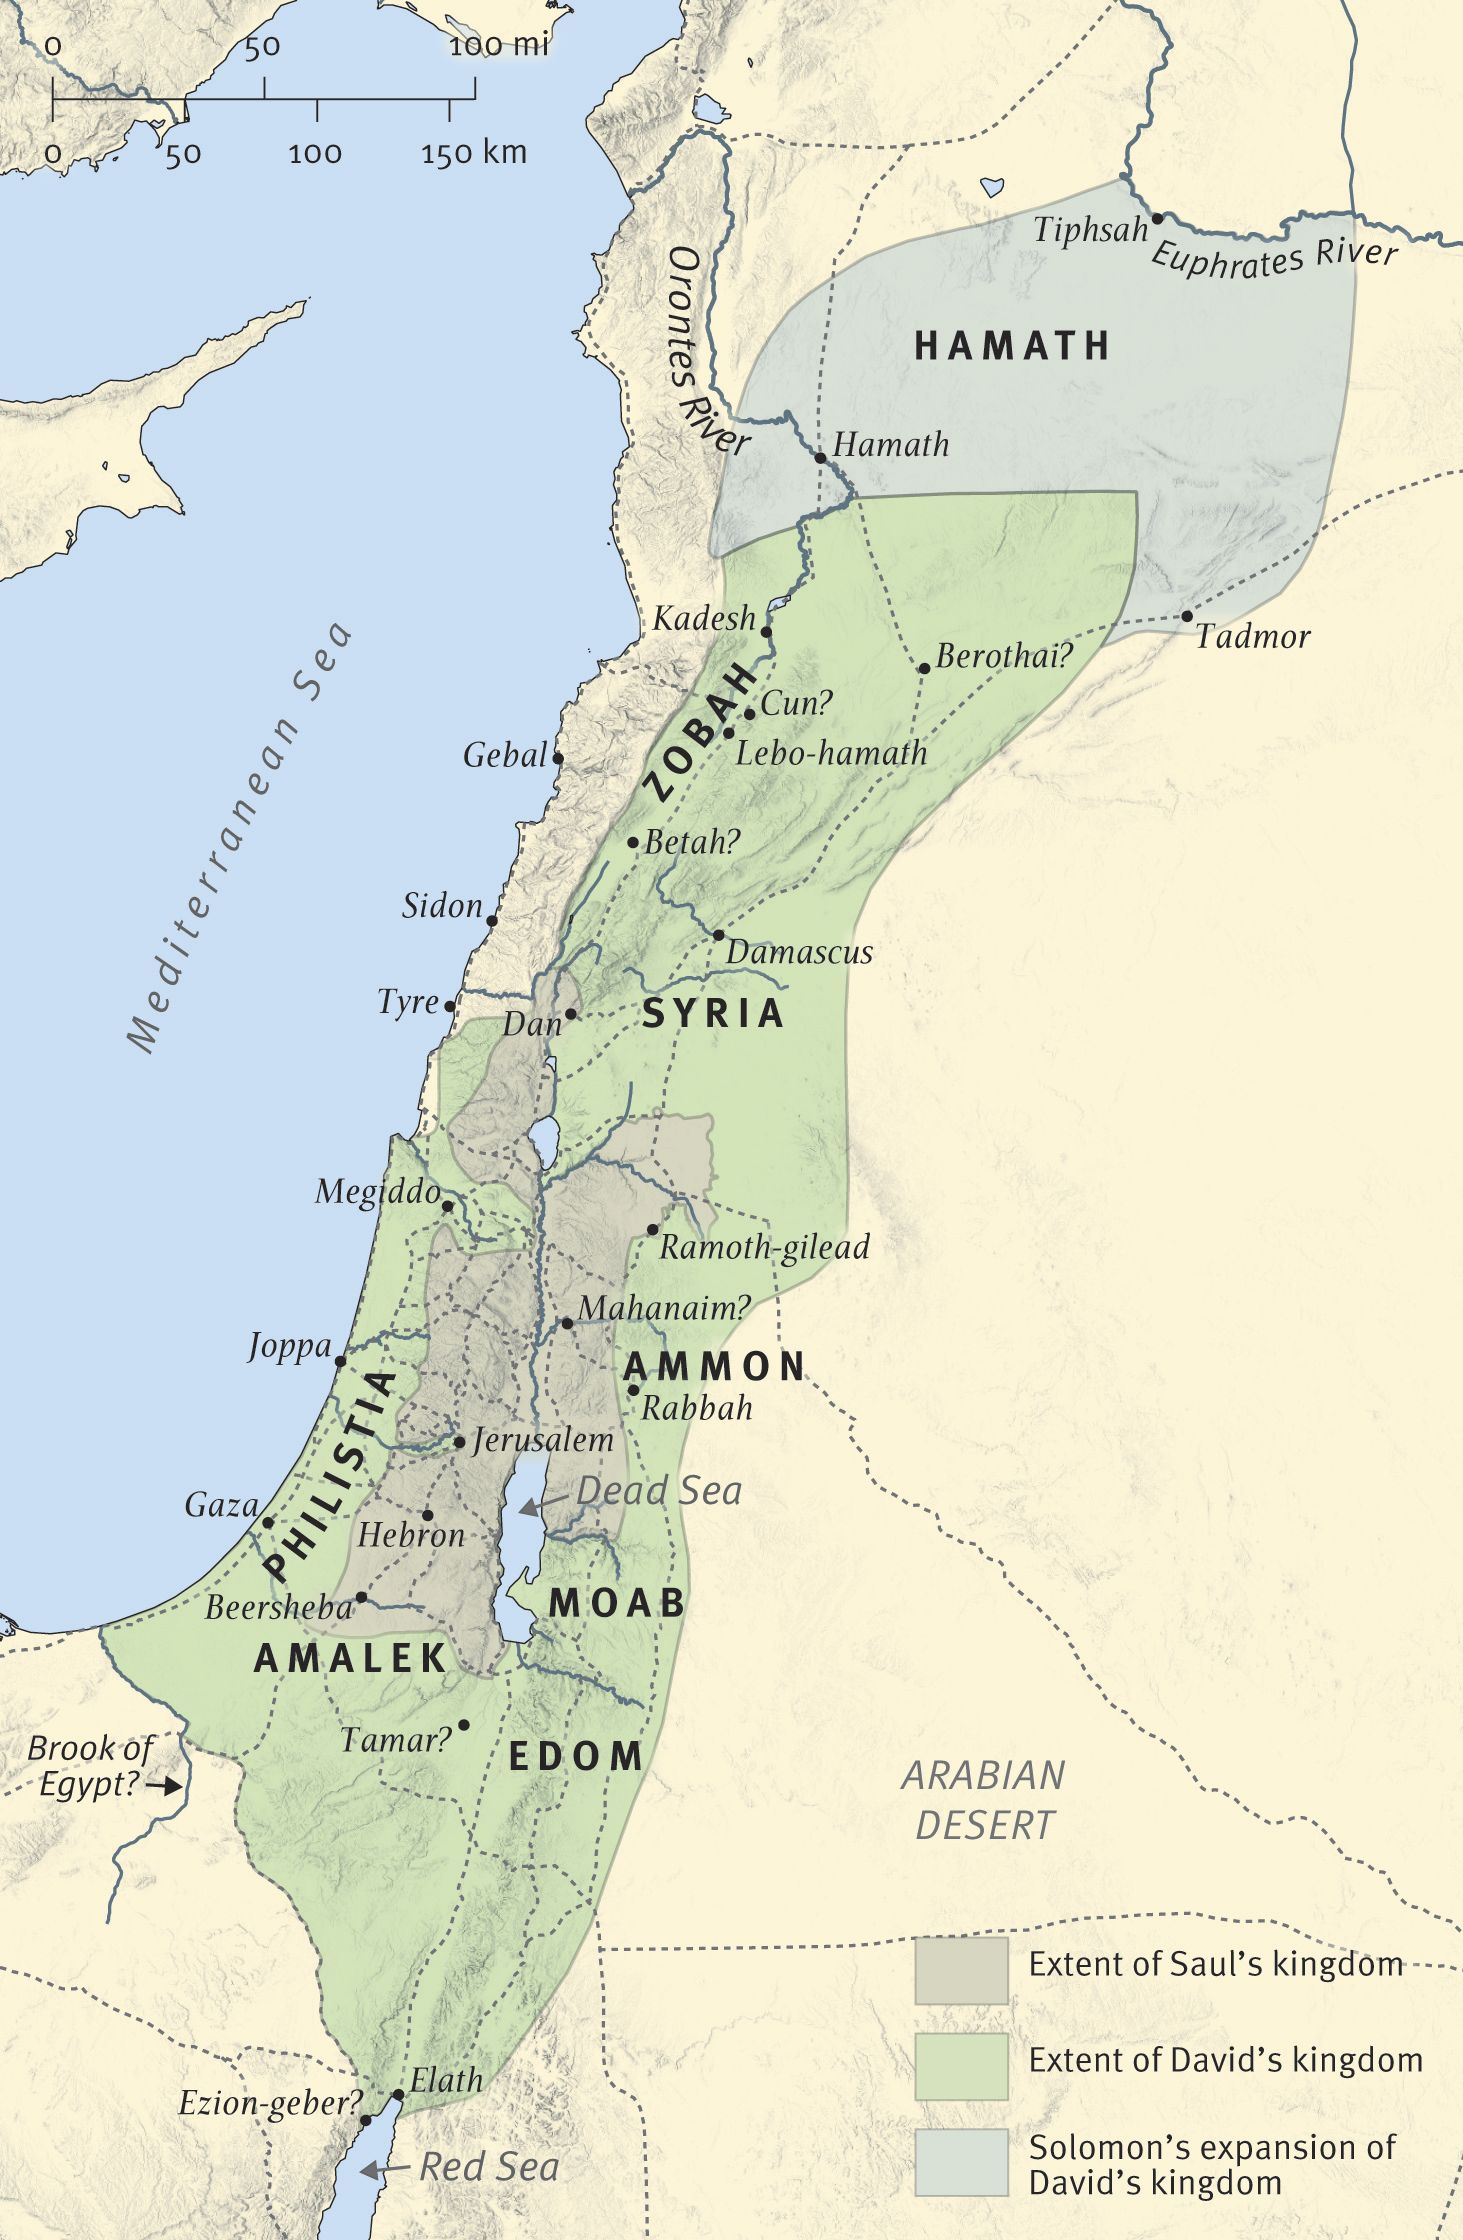 0 50 100 mi
0 50 100 150 km
Tiphsah
Euphrates River
Orontes River
HAMATH
Hamath
Mediterranean Sea
Kadesh
Tadmor
Berothai?
ZOBAH
Cun?
Lebo-hamath
Gebal
Betah?
Sidon
Damascus
Tyre
Dan
SYRIA
Megiddo
Ramoth-gilead
Mahanaim?
Joppa
AMMON
Rabbah
PHILISTIA
Jerusalem
Dead Sea
Gaza
Hebron
Beersheba
MOAB
AMALEK
Tamar?
EDOM
Brook of
Egypt?
ARABIAN
DESERT
Extent of Saul’s kingdom
Extent of David’s kingdom
Elath
Ezion-geber?
Red Sea
Solomon’s expansion of
David’s kingdom